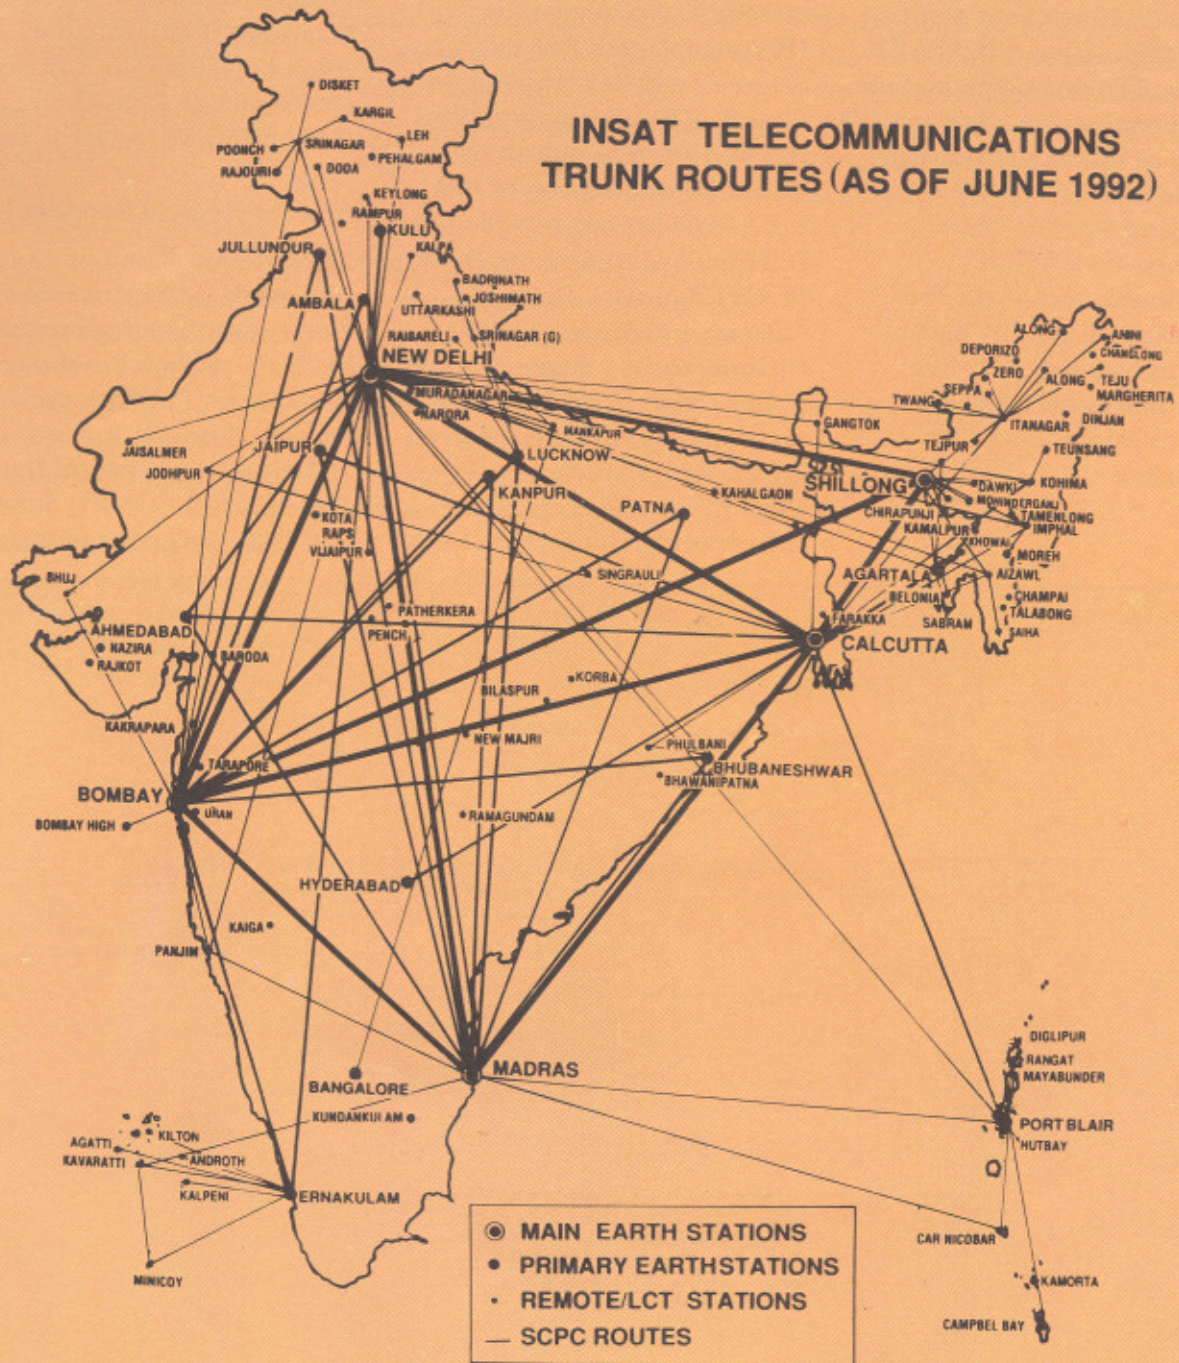 INSAT TELECOMMUNICATIONS
TRUNK ROUTES (AS OF JUNE 1992)
DISKET
KARGIL
LEH
POONCH
SRINAGAR
PEHALGAM
RAJOURI
DODA
KEYLONG
RAMPUR
KULU
JULLUNDUR
KALPA
BADRINATH
JOSHIMATH
AMBALA
UTTARKASHI
RAIBARELI
SRINAGAR (G)
NEW DELHI
MURADANAGAR
NARORA
MANKAPUR
JAISALMER
JAIPUR
LUCKNOW
JODHPUR
KANPUR
KAHALGAON
PATNA
KOTA
RAPS
VIJAIPUR
SINGRAULI
BHUJ
PATHERKERA
PENCH
AHMEDABAD
NAZIRA
RAJKOT
BARODA
KORBA
BILASPUR
KAKRAPARA
NEW MAJRI
PHULBANI
TARAPORE
BHUBANESHWAR
BHAWANIPATNA
BOMBAY
URAN
BOMBAY HIGH
RAMAGUNDAM
HYDERABAD
KAIGA
PANJIM
MADRAS
BANGALORE
KUNDANKULAM
AGATTI
KILTON
KAVARATTI
ANDROTH
KALPENI
ERNAKULAM
MINICOY
ALONG
ANINI
DEPORIZO
CHANGLONG
ZERO
ALONG
TEJU
SEPPA
MARGHERITA
TWANG
GANGTOK
ITANAGAR
DINJAN
TEJPUR
TEUNSANG
SHILLONG
DAWKI
KOHIMA
MOHINDERGANJ
CHIRAPUNJI
TAMENLONG
KAMALPUR
IMPHAL
KHOWAI
MOREH
AGARTALA
AIZAWL
BELONIA
CHAMPAI
FARAKKA
SABRAM
TALABONG
SAIHA
CALCUTTA
DIGLIPUR
RANGAT
MAYABUNDER
PORT BLAIR
HUTBAY
CAR NICOBAR
KAMORTA
CAMPBEL BAY
MAIN EARTH STATIONS
PRIMARY EARTHSTATIONS
REMOTE/LCT STATIONS
SCPC ROUTES